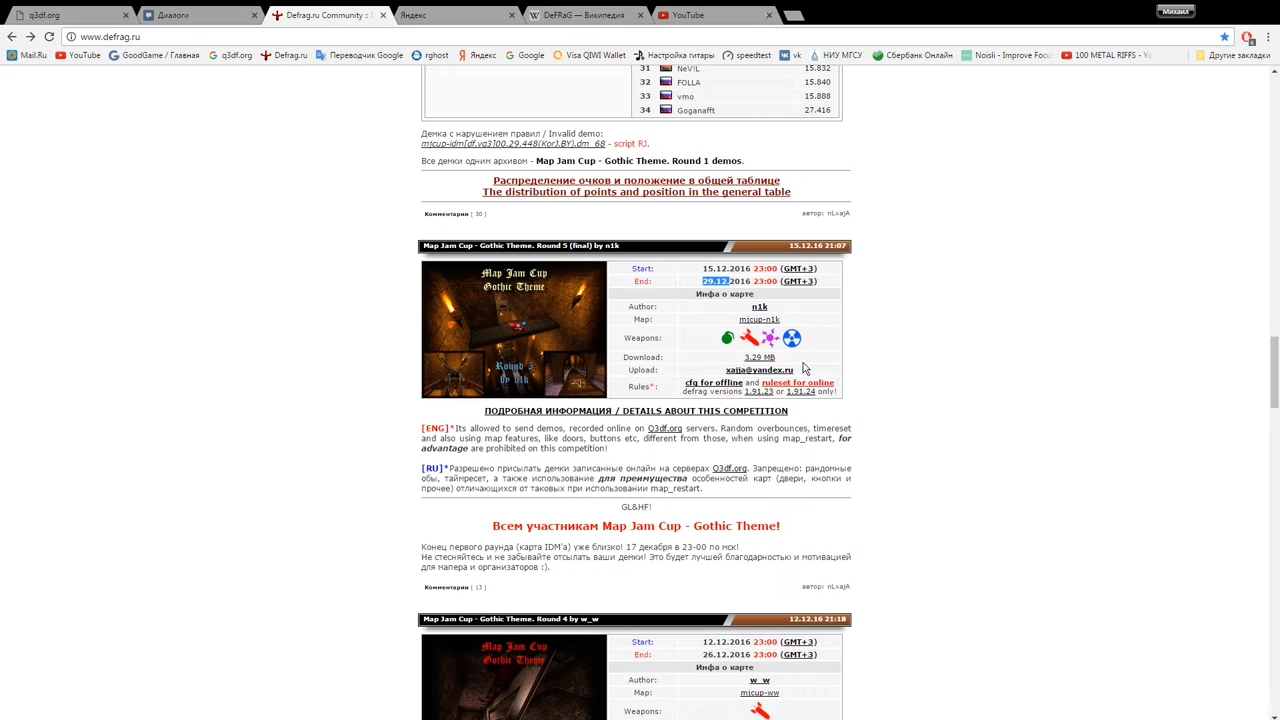 q3df.org
Диалоги
Defrag.ru Community ::
Яндекс
DeFRaG — Википедия
YouTube
Михаил
www.defrag.ru
Mail.Ru
YouTube
GoodGame / Главная
q3df.org
Defrag.ru
Переводчик Google
rghost
Яндекс
Google
Visa QIWI Wallet
Настройка гитары
speedtest
vk
НИУ МГСУ
Сбербанк Онлайн
Noisli - Improve Focu
100 METAL RIFFS - Yo
Другие закладки
31 NeV!L 15.832
32 FOLLA 15.840
33 vmo 15.888
34 Goganafft 27.416
Демка с нарушением правил / Invalid demo:
mjcup-idm[df.vq3]00.29.448(KorJ.BY).dm_68 - script RJ.
Все демки одним архивом - Map Jam Cup - Gothic Theme. Round 1 demos.
Распределение очков и положение в общей таблице
The distribution of points and position in the general table
Комментарии [ 30 ]
автор: nLxajA
Map Jam Cup - Gothic Theme. Round 5 (final) by n1k 15.12.16 21:07
Map Jam Cup
Gothic Theme
Round 5
by n1k
Start: 15.12.2016 23:00 (GMT+3)
End: 29.12.2016 23:00 (GMT+3)
Инфа о карте
Author: n1k
Map: mjcup-n1k
Weapons:
Download: 3.29 MB
Upload: xajja@yandex.ru
Rules*: cfg for offline and ruleset for online
defrag versions 1.91.23 or 1.91.24 only!
ПОДРОБНАЯ ИНФОРМАЦИЯ / DETAILS ABOUT THIS COMPETITION
[ENG]*Its allowed to send demos, recorded online on Q3df.org servers. Random overbounces, timereset
and also using map features, like doors, buttons etc, different from those, when using map_restart, for
advantage are prohibited on this competition!
[RU]*Разрешено присылать демки записанные онлайн на серверах Q3df.org. Запрещено: рандомные
обы, таймресет, а также использование для преимущества особенностей карт (двери, кнопки и
прочее) отличающихся от таковых при использовании map_restart.
GL&HF!
Всем участникам Map Jam Cup - Gothic Theme!
Конец первого раунда (карта IDM'а) уже близко! 17 декабря в 23-00 по мск!
Не стесняйтесь и не забывайте отсылать ваши демки! Это будет лучшей благодарностью и мотивацией
для мапера и организаторов :).
Комментарии [ 13 ]
автор: nLxajA
Map Jam Cup - Gothic Theme. Round 4 by w_w 12.12.16 21:18
Map Jam Cup
Gothic Theme
Start: 12.12.2016 23:00 (GMT+3)
End: 26.12.2016 23:00 (GMT+3)
Инфа о карте
Author: w_w
Map: mjcup-ww
Weapons: